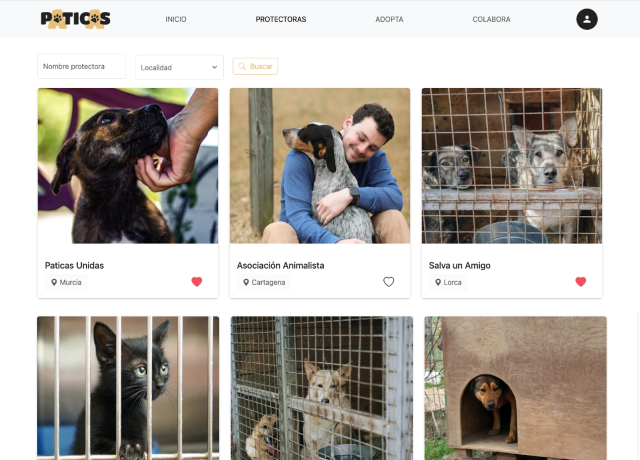 PATICAS
INICIO
PROTECTORAS
ADOPTA
COLABORA
Nombre protectora
Localidad
Buscar
Paticas Unidas
Murcia
Asociación Animalista
Cartagena
Salva un Amigo
Lorca